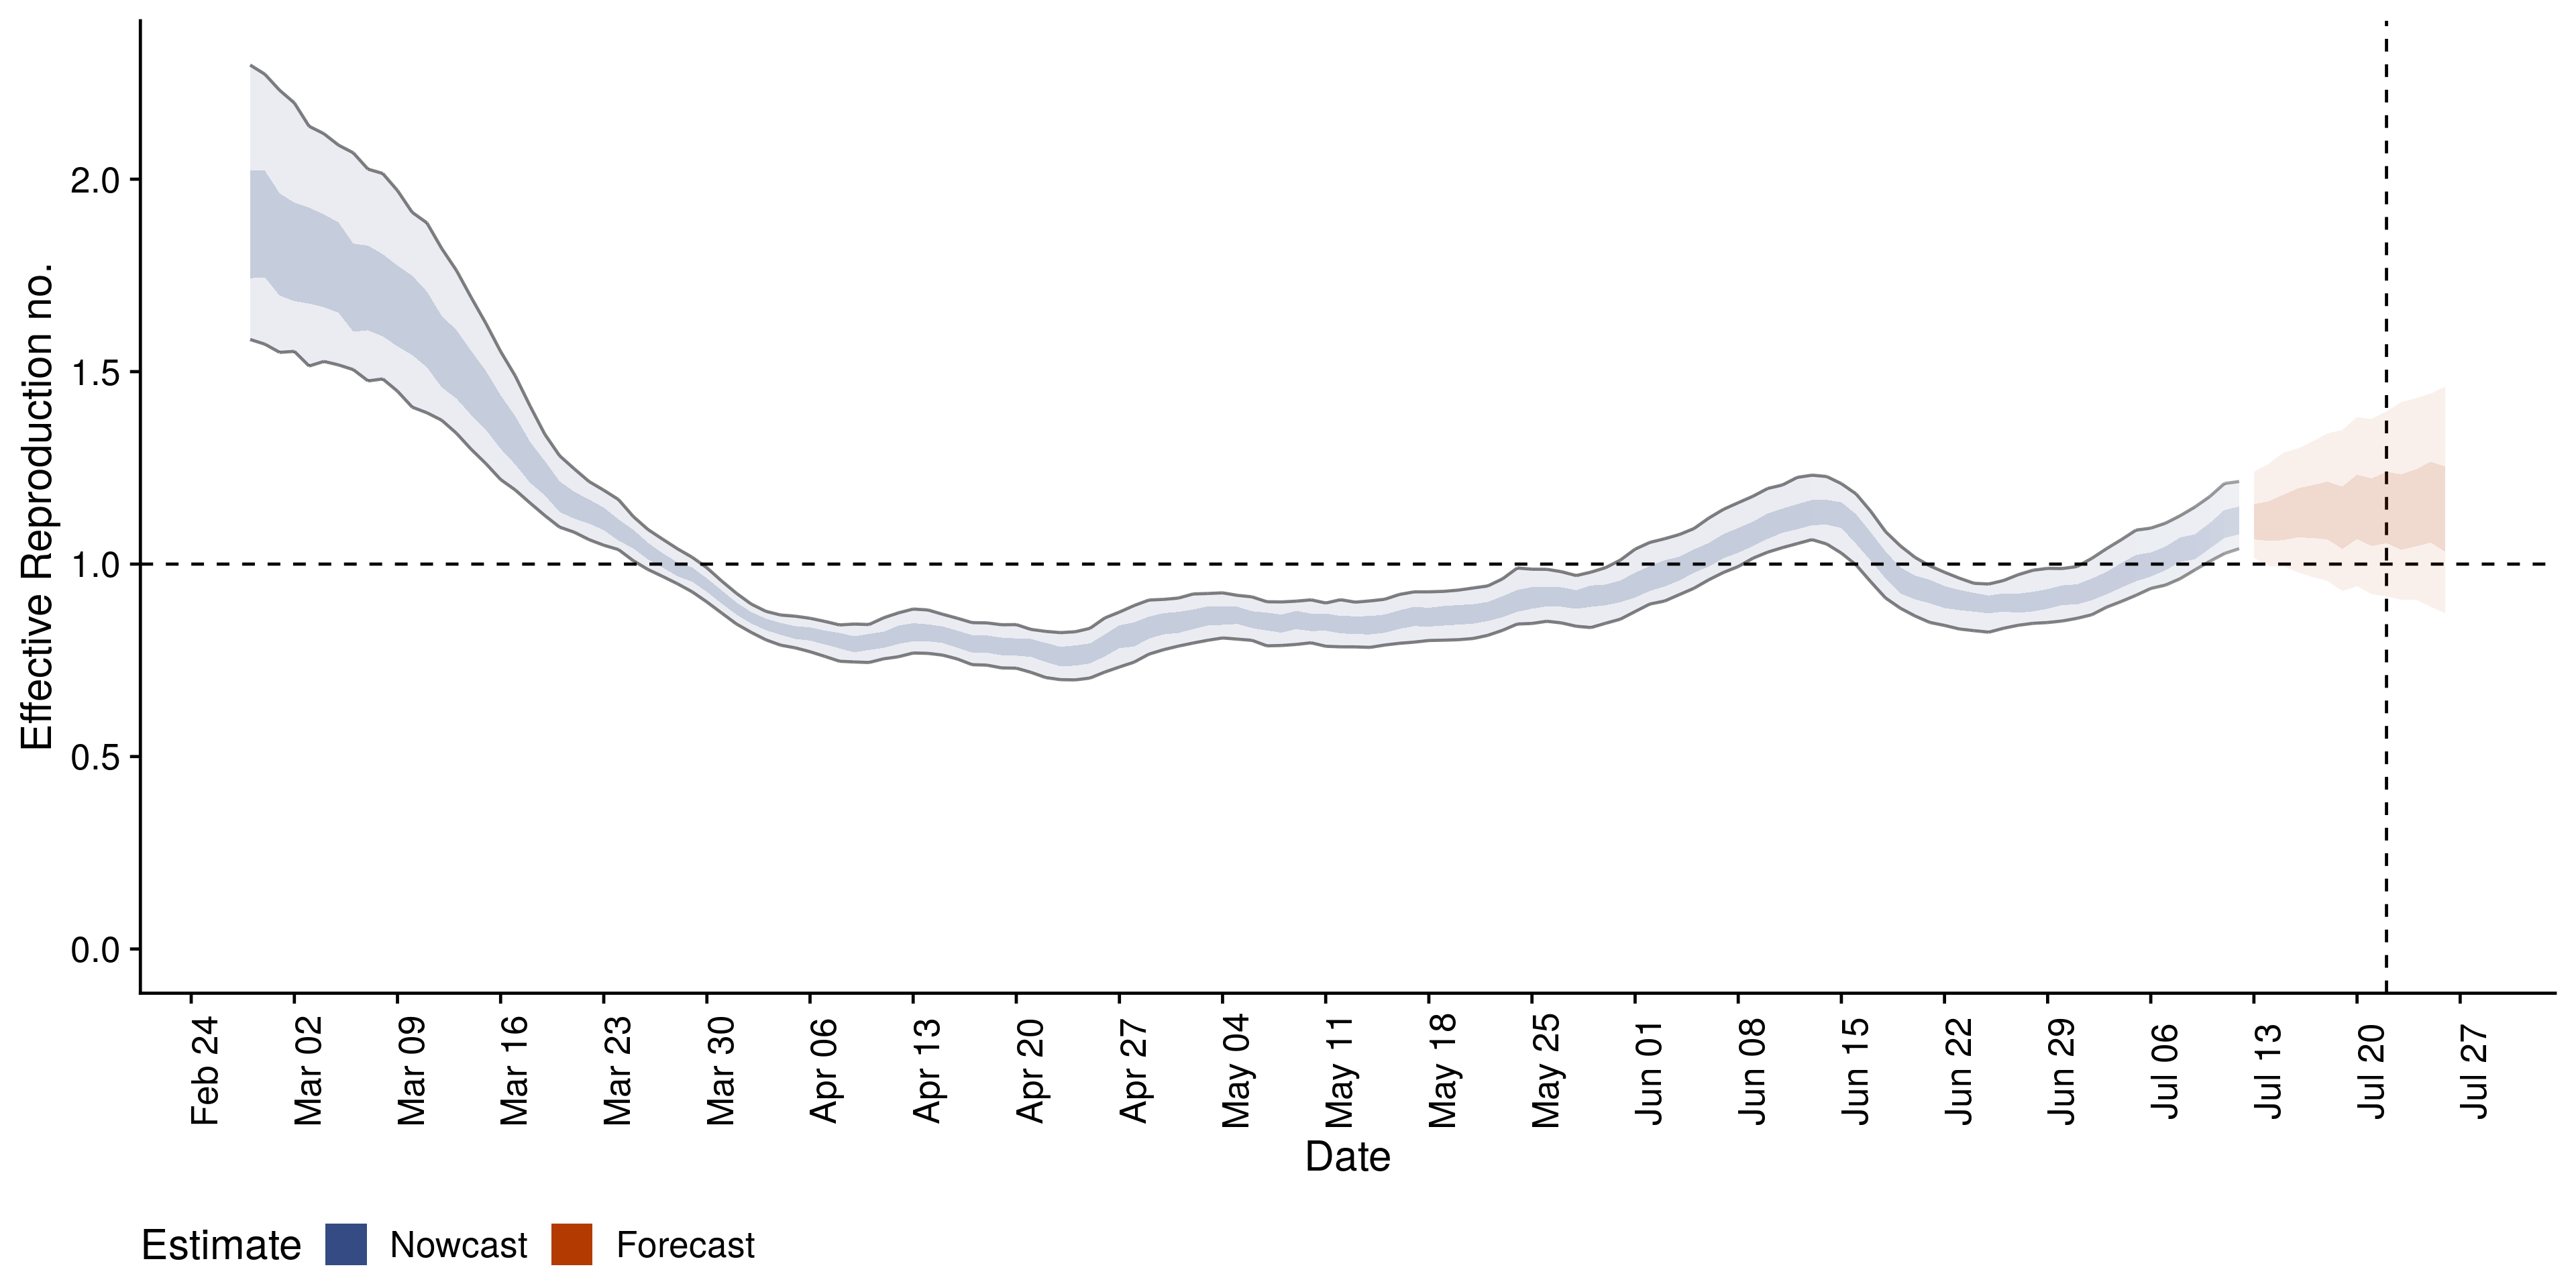 Effective Reproduction no.
2.0
1.5
1.0
0.5
0.0
Feb 24
Mar 02
Mar 09
Mar 16
Mar 23
Mar 30
Apr 06
Apr 13
Apr 20
Apr 27
May 04
May 11
May 18
May 25
Jun 01
Jun 08
Jun 15
Jun 22
Jun 29
Jul 06
Jul 13
Jul 20
Jul 27
Date
Estimate Nowcast Forecast